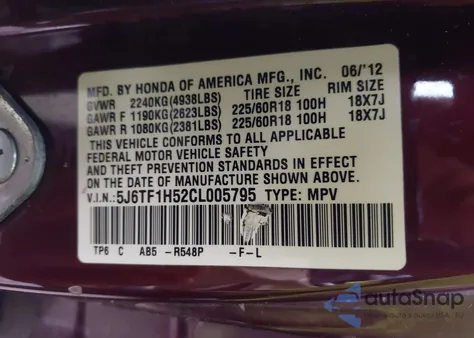 MFD. BY HONDA OF AMERICA MFG., INC. 06/'12
GVWR 2240KG(4938LBS) TIRE SIZE RIM SIZE
GAWR F 1190KG(2623LBS) 225/60R18 100H 18X7J
GAWR R 1080KG(2381LBS) 225/60R18 100H 18X7J
THIS VEHICLE CONFORMS TO ALL APPLICABLE
FEDERAL MOTOR VEHICLE SAFETY
AND THEFT PREVENTION STANDARDS IN EFFECT
ON THE DATE OF MANUFACTURE SHOWN ABOVE.
V.I.N.: 5J6TF1H52CL005795 TYPE: MPV
TP6 C AB5 -R548P -F-L
autoSnap